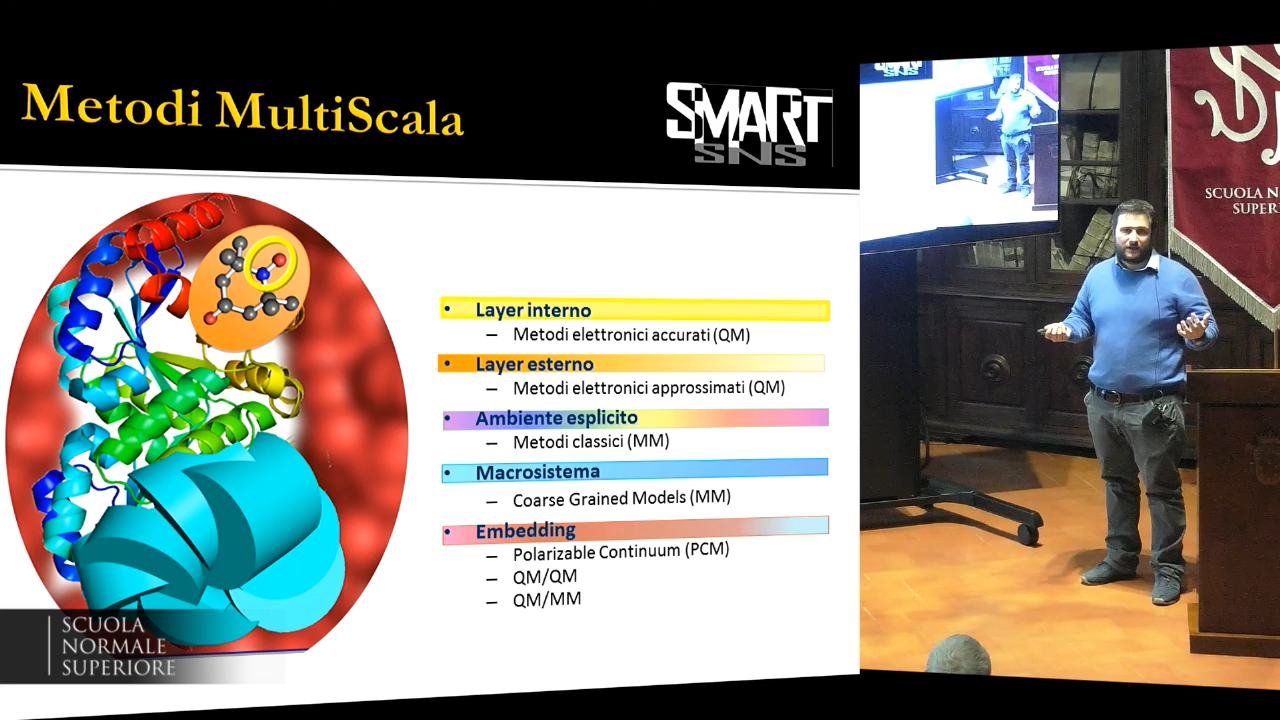 Metodi MultiScala
SMART
SNS
• Layer interno
– Metodi elettronici accurati (QM)
• Layer esterno
– Metodi elettronici approssimati (QM)
• Ambiente esplicito
– Metodi classici (MM)
• Macrosistema
– Coarse Grained Models (MM)
• Embedding
– Polarizable Continuum (PCM)
– QM/QM
– QM/MM
SCUOLA
NORMALE
SUPERIORE
SNS
SCUOLA N
SUPER